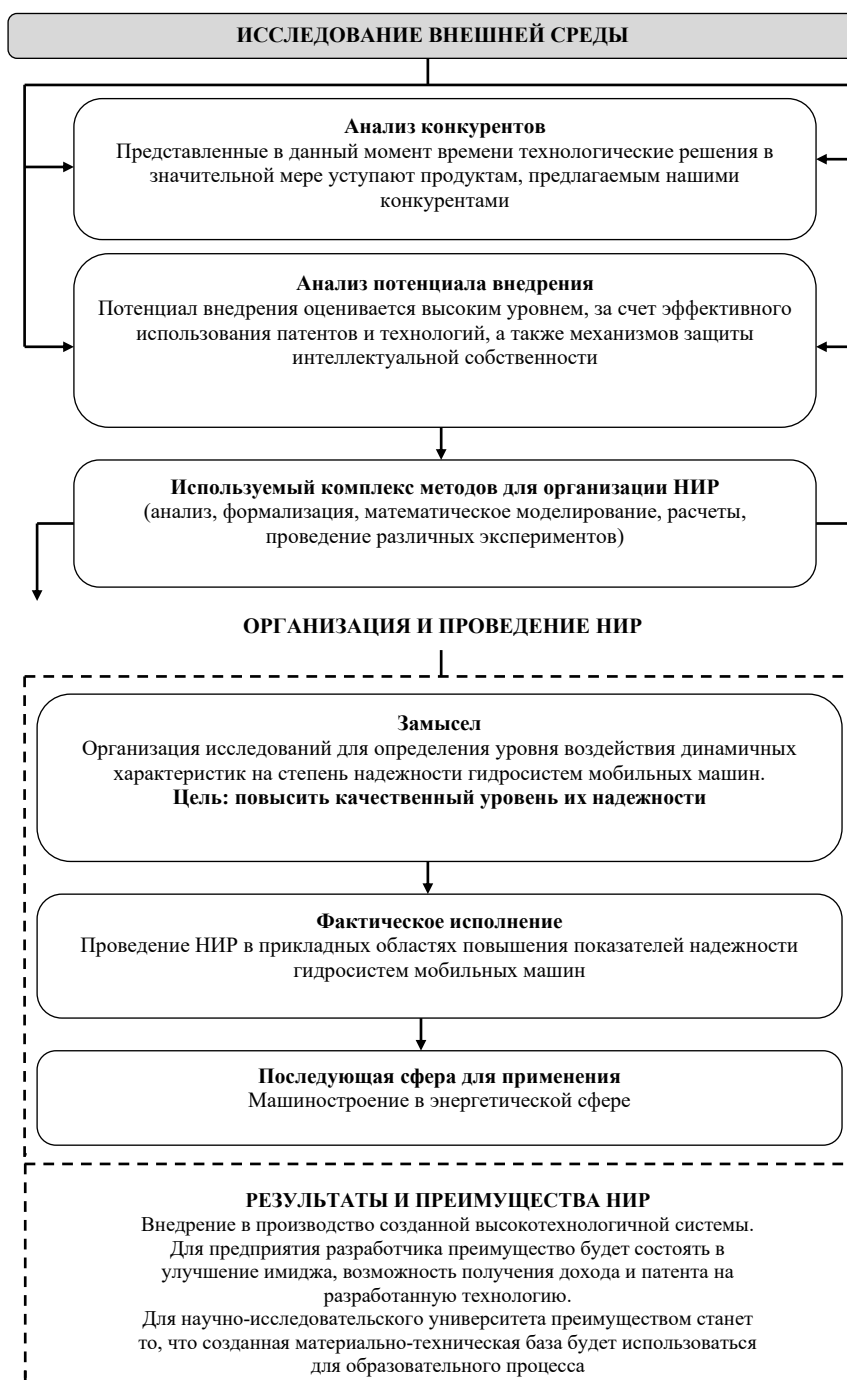 ИССЛЕДОВАНИЕ ВНЕШНЕЙ СРЕДЫ
Анализ конкурентов
Представленные в данный момент времени технологические решения в
значительной мере уступают продуктам, предлагаемым нашими
конкурентами
Анализ потенциала внедрения
Потенциал внедрения оценивается высоким уровнем, за счет эффективного
использования патентов и технологий, а также механизмов защиты
интеллектуальной собственности
Используемый комплекс методов для организации НИР
(анализ, формализация, математическое моделирование, расчеты,
проведение различных экспериментов)
ОРГАНИЗАЦИЯ И ПРОВЕДЕНИЕ НИР
Замысел
Организация исследований для определения уровня воздействия динамичных
характеристик на степень надежности гидросистем мобильных машин.
Цель: повысить качественный уровень их надежности
Фактическое исполнение
Проведение НИР в прикладных областях повышения показателей надежности
гидросистем мобильных машин
Последующая сфера для применения
Машиностроение в энергетической сфере
РЕЗУЛЬТАТЫ И ПРЕИМУЩЕСТВА НИР
Внедрение в производство созданной высокотехнологичной системы.
Для предприятия разработчика преимущество будет состоять в
улучшение имиджа, возможность получения дохода и патента на
разработанную технологию.
Для научно-исследовательского университета преимуществом станет
то, что созданная материально-техническая база будет использоваться
для образовательного процесса